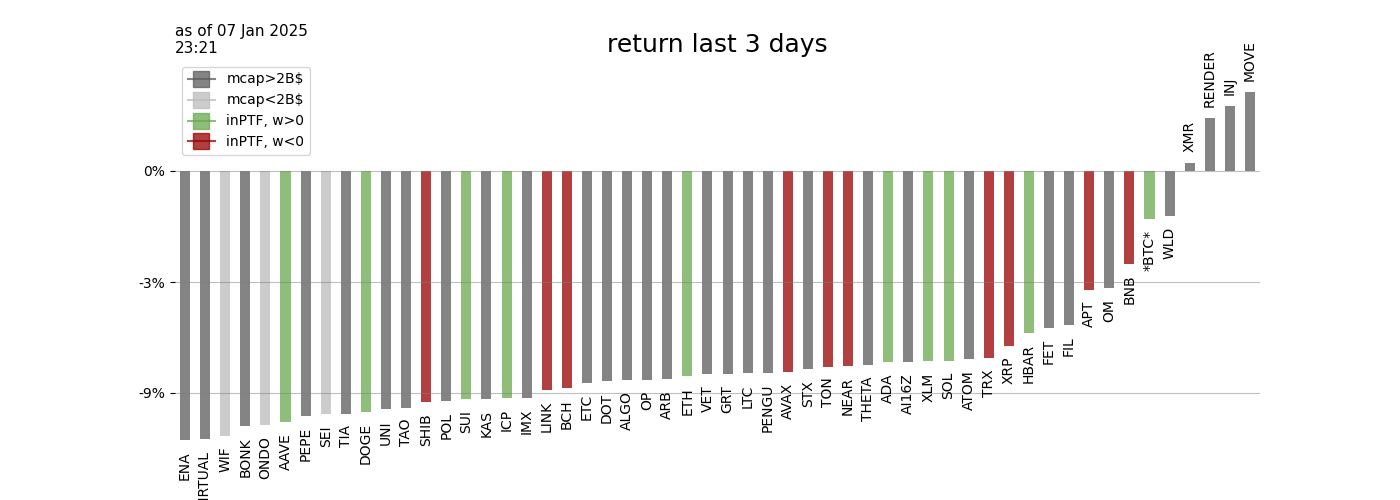 as of 07 Jan 2025
23:21
return last 3 days
mcap>2B$
mcap<2B$
inPTF, w>0
inPTF, w<0
0%
-3%
-9%
ENA
IRTUAL
WIF
BONK
ONDO
AAVE
PEPE
SEI
TIA
DOGE
UNI
TAO
SHIB
POL
SUI
KAS
ICP
IMX
LINK
BCH
ETC
DOT
ALGO
OP
ARB
ETH
VET
GRT
LTC
PENGU
AVAX
STX
TON
NEAR
THETA
ADA
AI16Z
XLM
SOL
ATOM
TRX
XRP
HBAR
FET
FIL
APT
OM
BNB
*BTC*
WLD
XMR
RENDER
INJ
MOVE